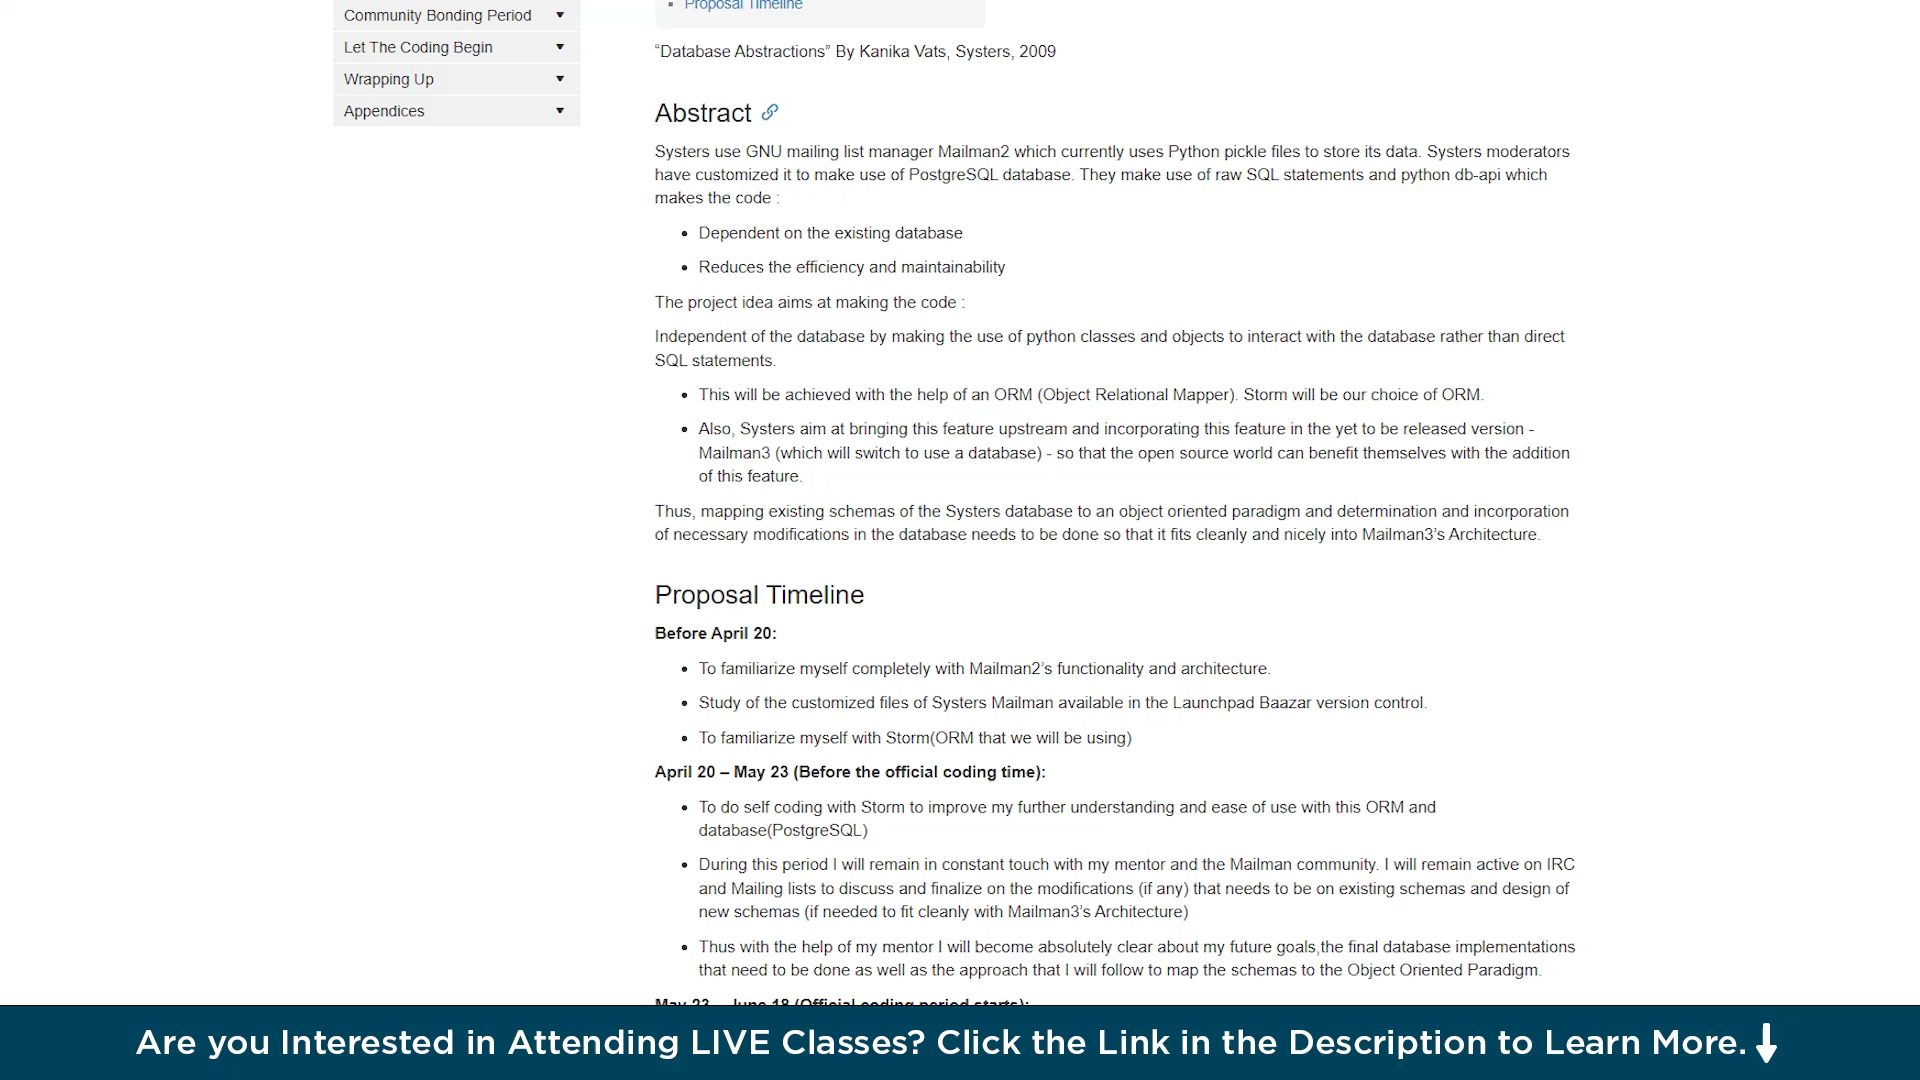 Community Bonding Period
Let The Coding Begin
Wrapping Up
Appendices
Proposal Timeline
“Database Abstractions” By Kanika Vats, Systers, 2009
Abstract
Systers use GNU mailing list manager Mailman2 which currently uses Python pickle files to store its data. Systers moderators
have customized it to make use of PostgreSQL database. They make use of raw SQL statements and python db-api which
makes the code :
Dependent on the existing database
Reduces the efficiency and maintainability
The project idea aims at making the code :
Independent of the database by making the use of python classes and objects to interact with the database rather than direct
SQL statements.
This will be achieved with the help of an ORM (Object Relational Mapper). Storm will be our choice of ORM.
Also, Systers aim at bringing this feature upstream and incorporating this feature in the yet to be released version -
Mailman3 (which will switch to use a database) - so that the open source world can benefit themselves with the addition
of this feature.
Thus, mapping existing schemas of the Systers database to an object oriented paradigm and determination and incorporation
of necessary modifications in the database needs to be done so that it fits cleanly and nicely into Mailman3’s Architecture.
Proposal Timeline
Before April 20:
To familiarize myself completely with Mailman2’s functionality and architecture.
Study of the customized files of Systers Mailman available in the Launchpad Baazar version control.
To familiarize myself with Storm(ORM that we will be using)
April 20 – May 23 (Before the official coding time):
To do self coding with Storm to improve my further understanding and ease of use with this ORM and
database(PostgreSQL)
During this period I will remain in constant touch with my mentor and the Mailman community. I will remain active on IRC
and Mailing lists to discuss and finalize on the modifications (if any) that needs to be on existing schemas and design of
new schemas (if needed to fit cleanly with Mailman3’s Architecture)
Thus with the help of my mentor I will become absolutely clear about my future goals,the final database implementations
that need to be done as well as the approach that I will follow to map the schemas to the Object Oriented Paradigm.
May 23 – June 18 (Official coding period starts):
Are you Interested in Attending LIVE Classes? Click the Link in the Description to Learn More.